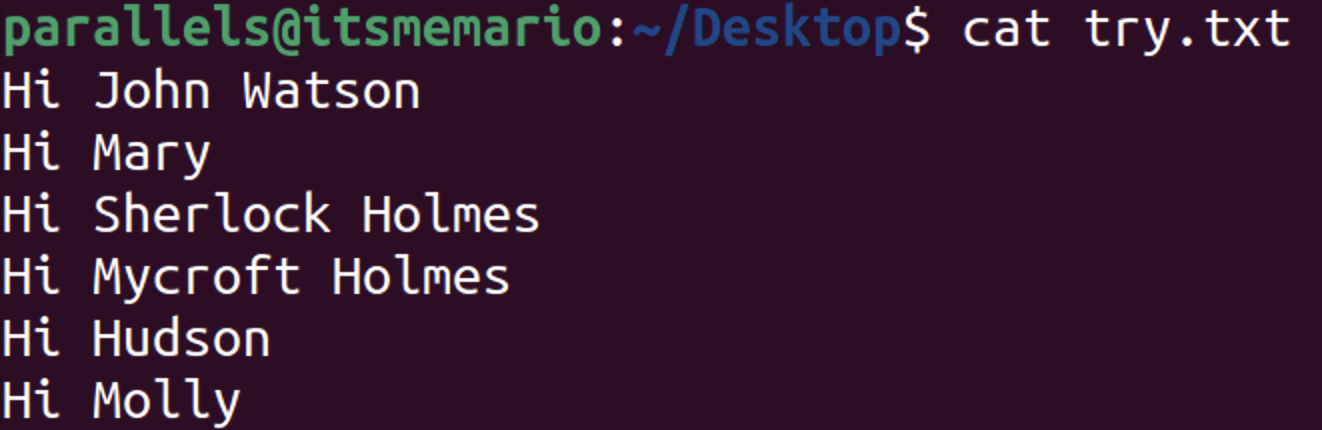 parallels@itsmemario:~/Desktop$ cat try.txt
Hi John Watson
Hi Mary
Hi Sherlock Holmes
Hi Mycroft Holmes
Hi Hudson
Hi Molly